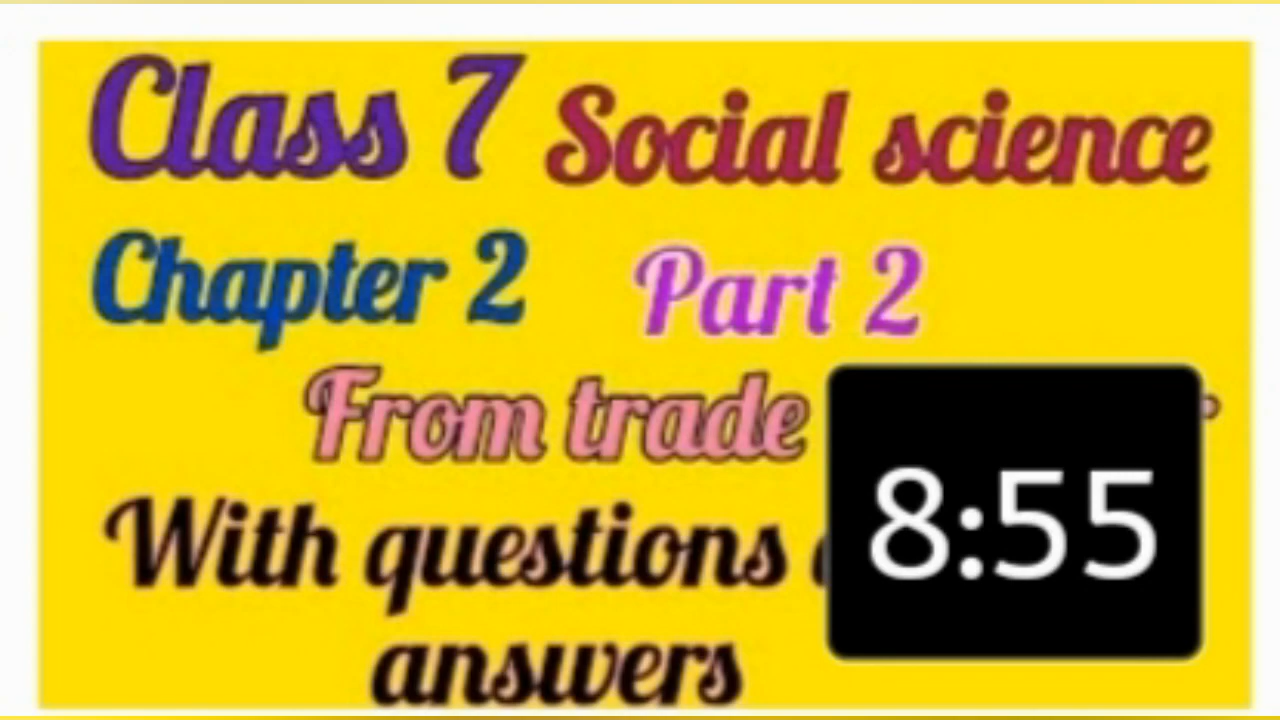 Class 7 Social science
Chapter 2 Part 2
From trade
With questions
answers
8:55